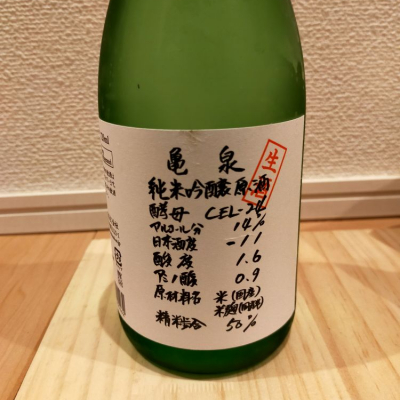 亀泉
生酒
純米吟醸原酒
酵母 CEL-24
アルコール分 14%
日本酒度 -11
酸度 1.6
アミノ酸 0.9
原材料名 米(国産)
米麹(国産米)
精米歩合 50%